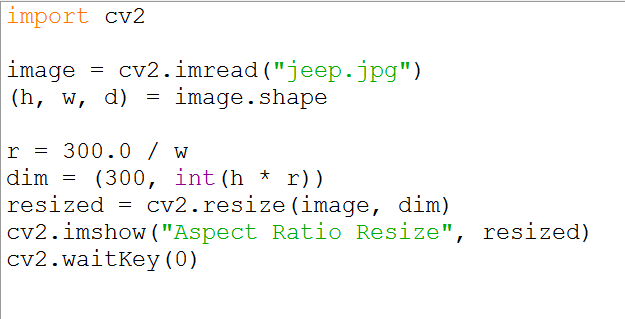 import cv2
image = cv2.imread("jeep.jpg")
(h, w, d) = image.shape
r = 300.0 / w
dim = (300, int(h * r))
resized = cv2.resize(image, dim)
cv2.imshow("Aspect Ratio Resize", resized)
cv2.waitKey(0)